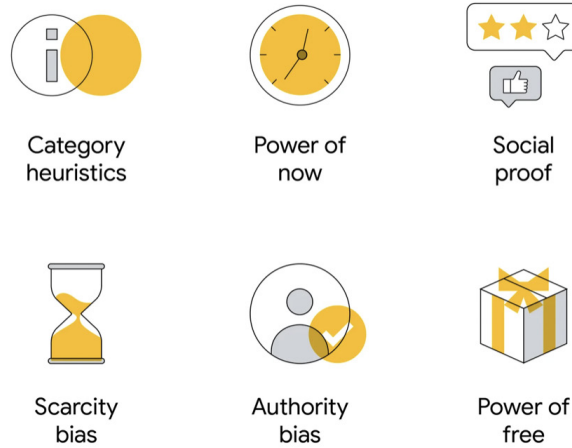 Category
heuristics
Power of
now
Social
proof
Scarcity
bias
Authority
bias
Power of
free